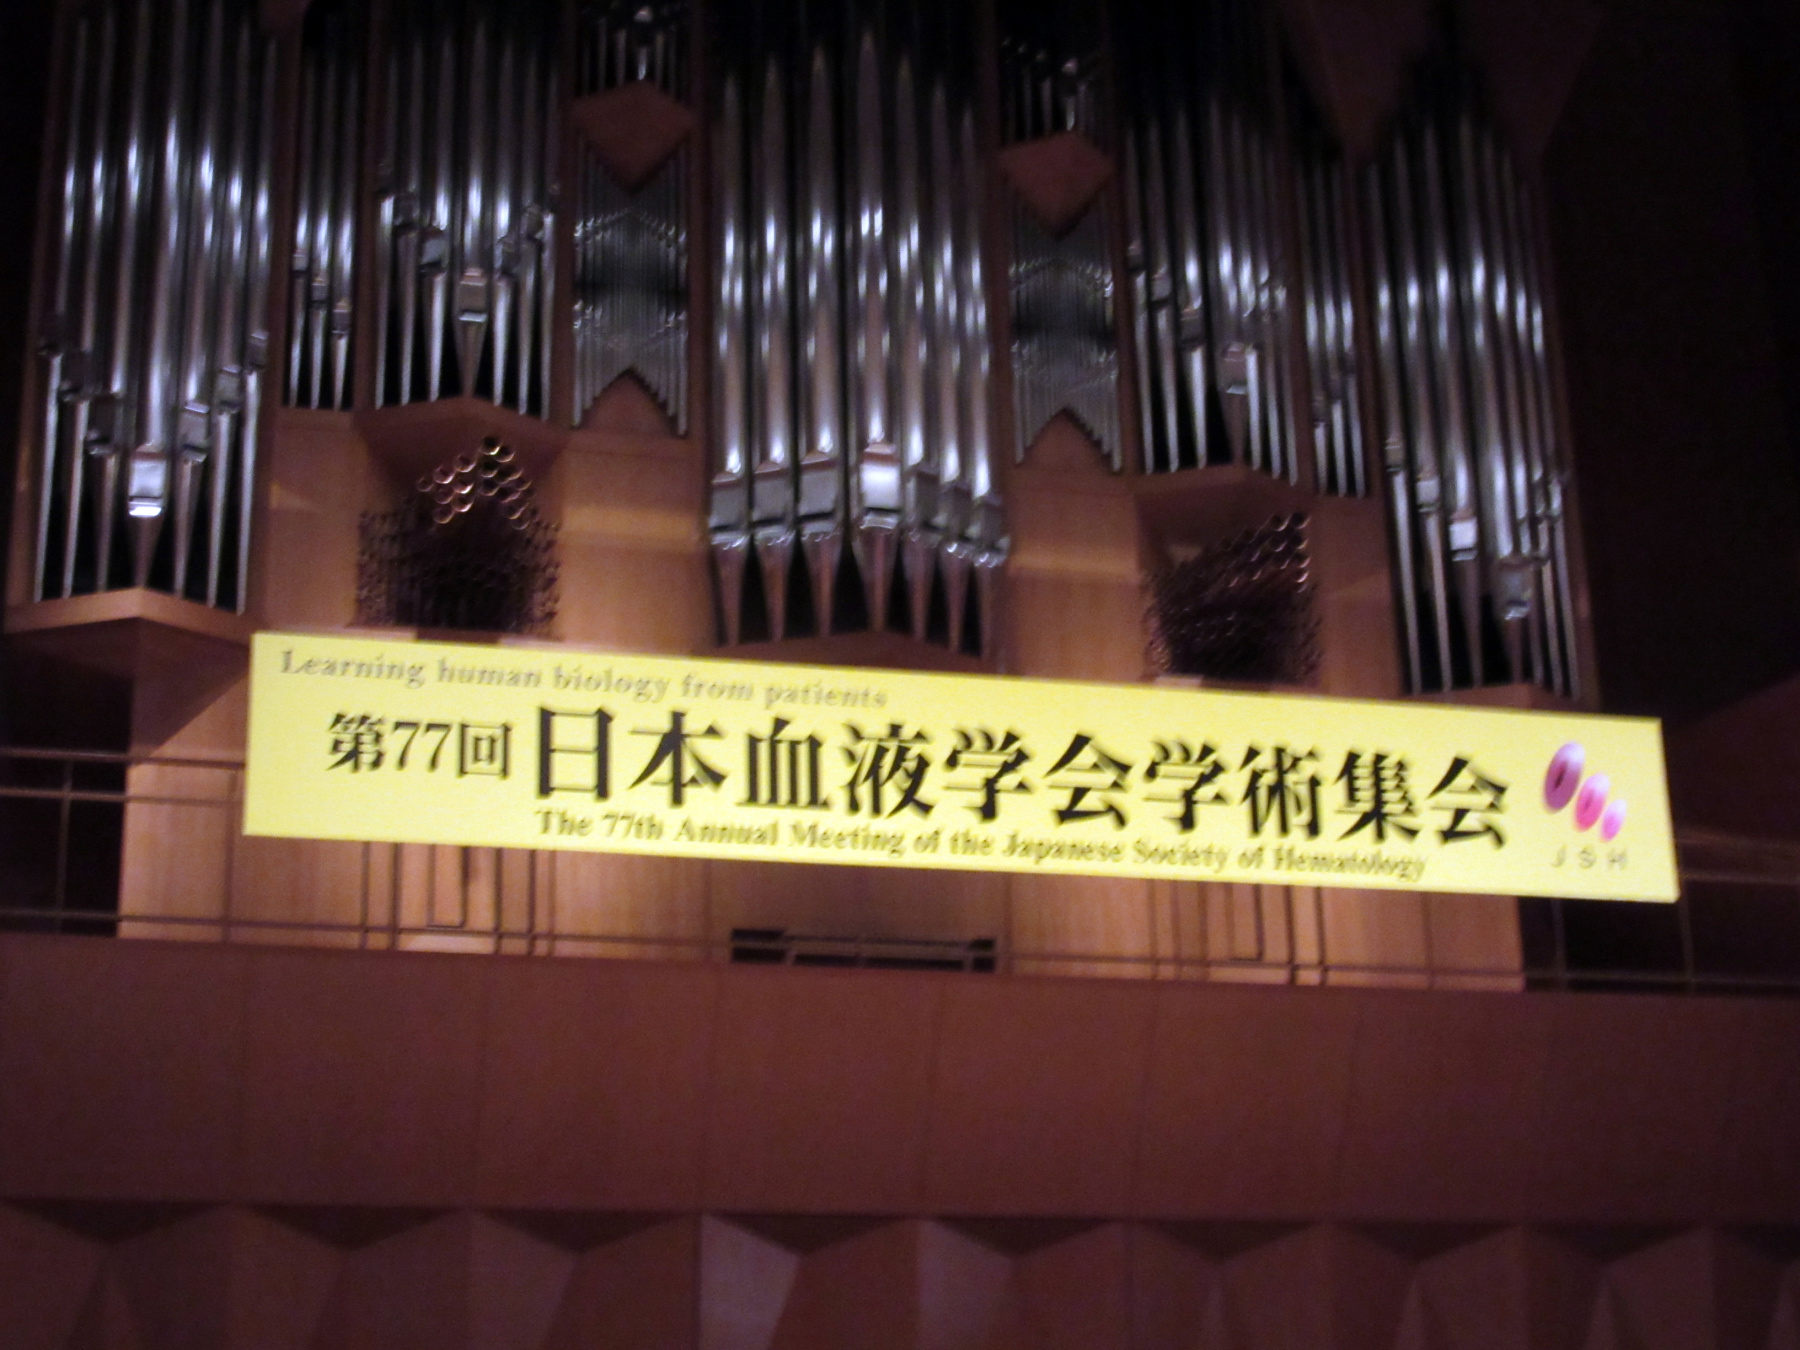 Learning human biology from patients
第77回 日本血液学会学術集会
The 77th Annual Meeting of the Japanese Society of Hematology
JSH